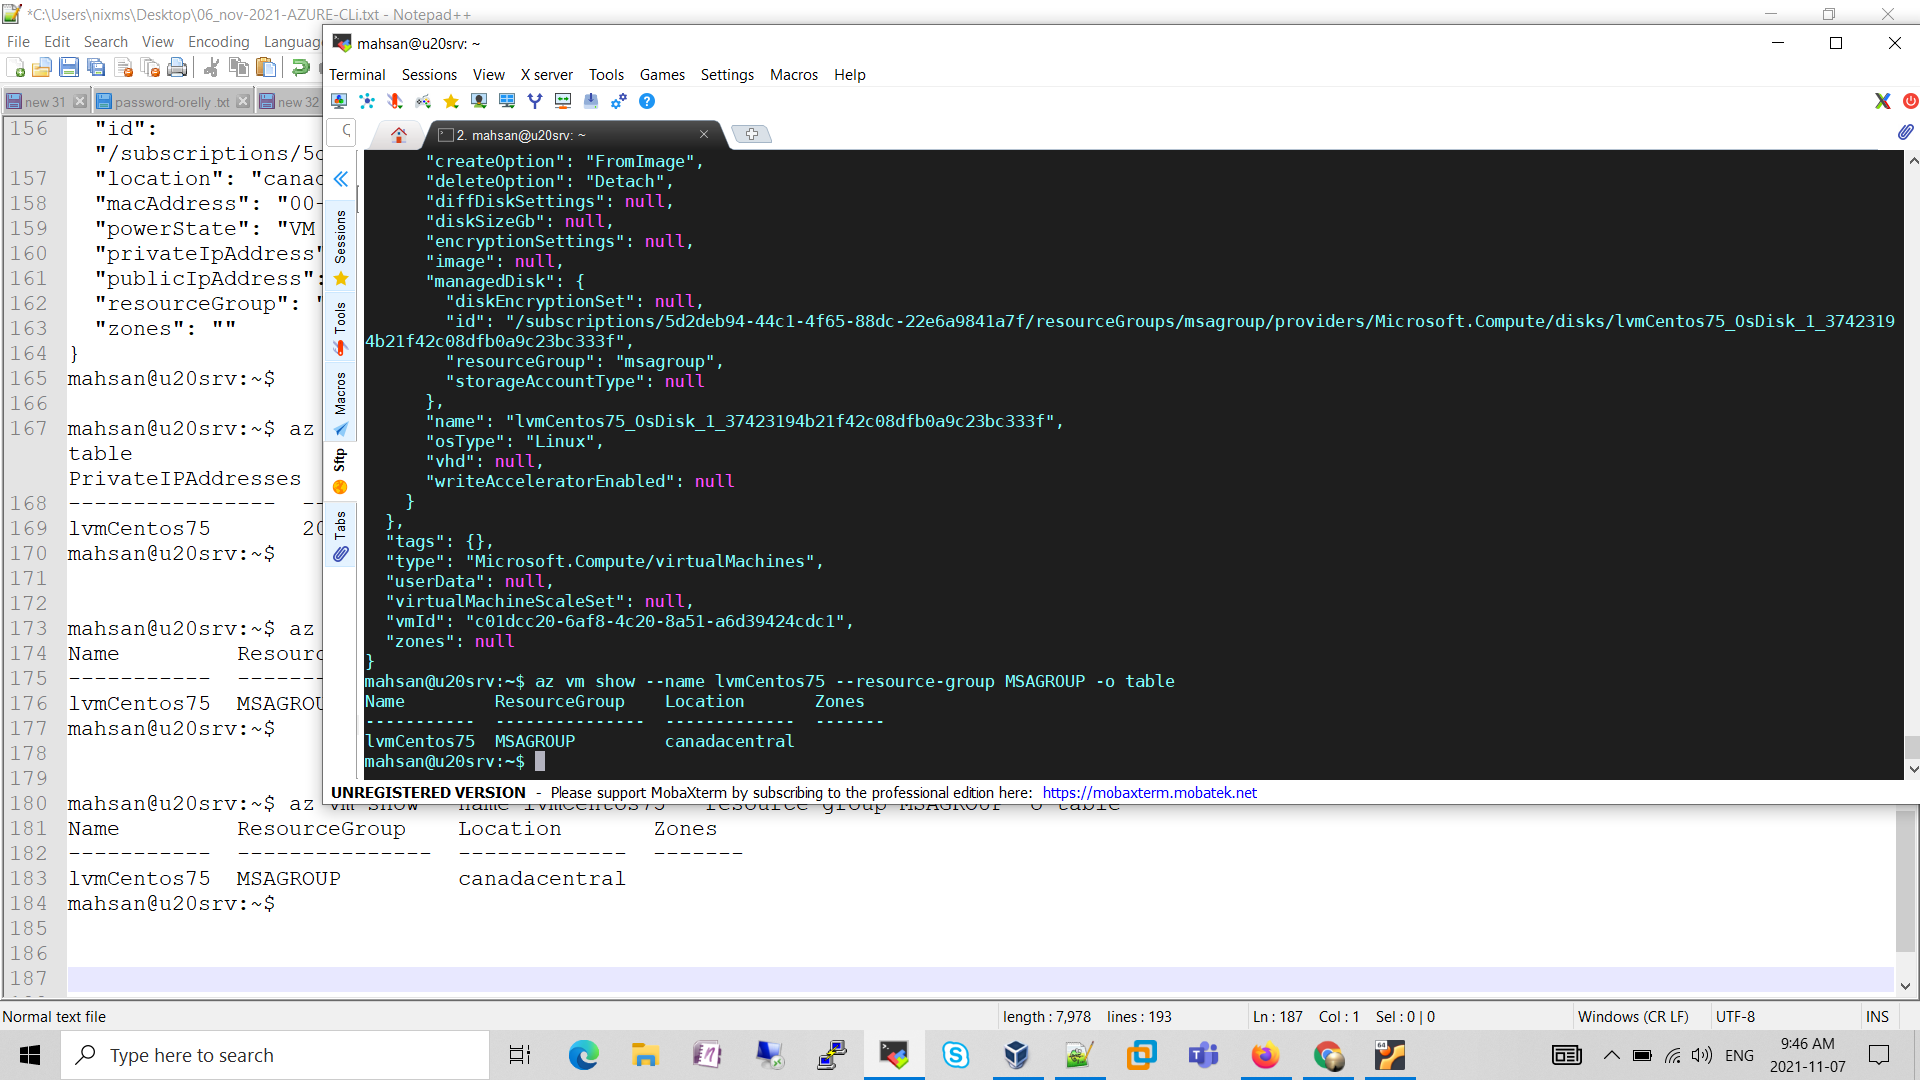 *C:\Users\nixms\Desktop\06_nov-2021-AZURE-CLi.txt - Notepad++
File Edit Search View Encoding Language
new 31
password-orelly .txt
new 32
156 "id":
"/subscriptions/5
157 "location": "cana
158 "macAddress": "00-
159 "powerState": "VM
160 "privateIpAddress"
161 "publicIpAddress":
162 "resourceGroup": "
163 "zones": ""
164 }
165 mahsan@u20srv:~$
166
167 mahsan@u20srv:~$ az
table
PrivateIPAddresses
168 ---------------- --
169 lvmCentos75 20
170 mahsan@u20srv:~$
171
172
173 mahsan@u20srv:~$ az
174 Name Resour
175 ----------- -------
176 lvmCentos75 MSAGROU
177 mahsan@u20srv:~$
178
179
180 mahsan@u20srv:~$ az vm show --name lvmCentos75 --resource-group MSAGROUP -o table
181 Name ResourceGroup Location Zones
182 ----------- --------------- ------------- -------
183 lvmCentos75 MSAGROUP canadacentral
184 mahsan@u20srv:~$
185
186
187
mahsan@u20srv: ~
Terminal Sessions View X server Tools Games Settings Macros Help
2. mahsan@u20srv: ~
Sessions
Tools
Macros
Sftp
Tabs
"createOption": "FromImage",
"deleteOption": "Detach",
"diffDiskSettings": null,
"diskSizeGb": null,
"encryptionSettings": null,
"image": null,
"managedDisk": {
"diskEncryptionSet": null,
"id": "/subscriptions/5d2deb94-44c1-4f65-88dc-22e6a9841a7f/resourceGroups/msagroup/providers/Microsoft.Compute/disks/lvmCentos75_OsDisk_1_3742319
4b21f42c08dfb0a9c23bc333f",
"resourceGroup": "msagroup",
"storageAccountType": null
},
"name": "lvmCentos75_OsDisk_1_37423194b21f42c08dfb0a9c23bc333f",
"osType": "Linux",
"vhd": null,
"writeAcceleratorEnabled": null
}
},
"tags": {},
"type": "Microsoft.Compute/virtualMachines",
"userData": null,
"virtualMachineScaleSet": null,
"vmId": "c01dcc20-6af8-4c20-8a51-a6d39424cdc1",
"zones": null
}
mahsan@u20srv:~$ az vm show --name lvmCentos75 --resource-group MSAGROUP -o table
Name ResourceGroup Location Zones
----------- --------------- ------------- -------
lvmCentos75 MSAGROUP canadacentral
mahsan@u20srv:~$
UNREGISTERED VERSION - Please support MobaXterm by subscribing to the professional edition here: https://mobaxterm.mobatek.net
Normal text file length : 7,978 lines : 193 Ln : 187 Col : 1 Sel : 0 | 0 Windows (CR LF) UTF-8 INS
Type here to search
64
ENG
9:46 AM
2021-11-07